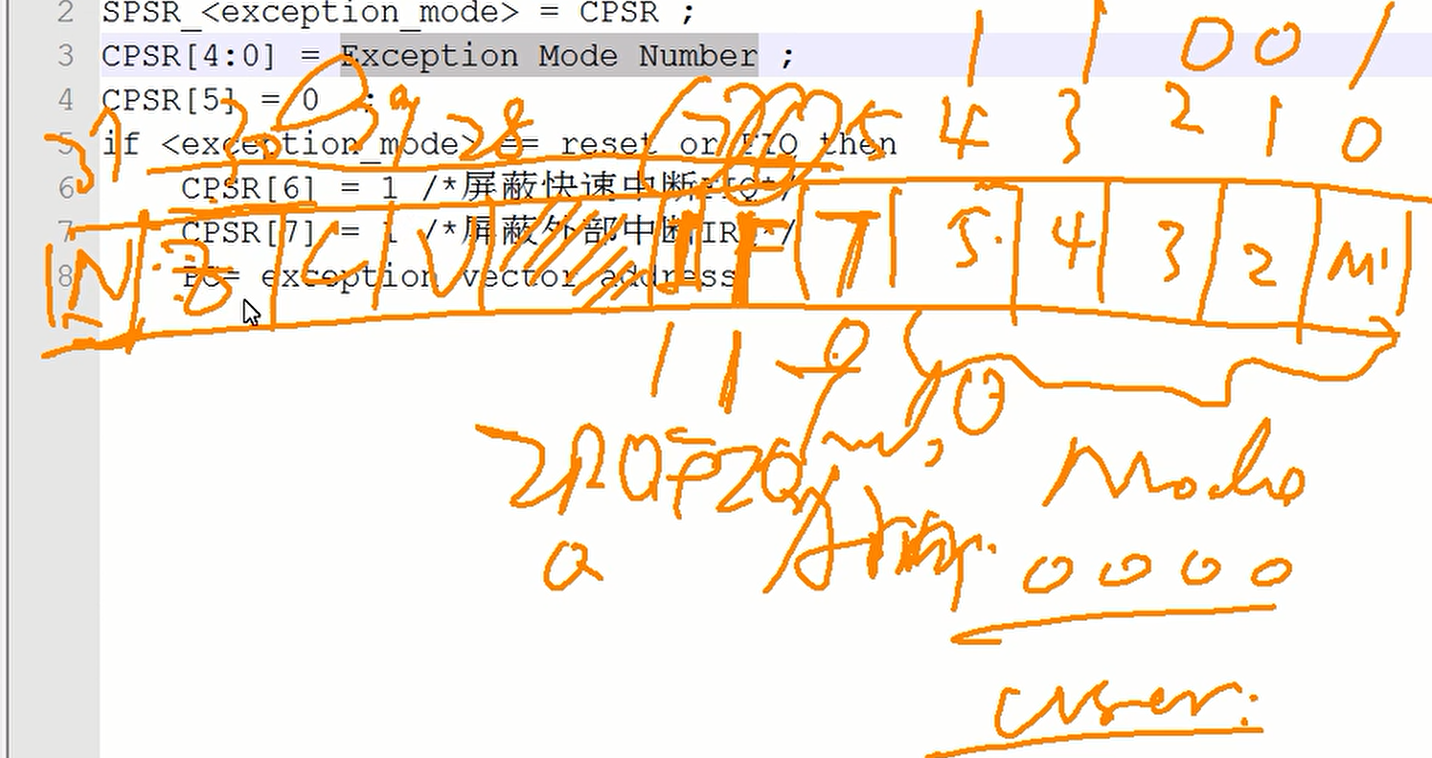 2 SPSR_<exception_mode> = CPSR ;
3 CPSR[4:0] = Exception Mode Number ;
1 1 0 0 1
4 CPSR[5] = 0 ;
31 30 29 28 7 5 4 3 2 1 0
5 if <exception_mode> == reset or FIQ then
6 CPSR[6] = 1 /*屏蔽快速中断FIQ*/
7 CPSR[7] = 1 /*屏蔽外部中断IRQ*/
8 PC= exception vector address
N Z C V I F T 5 4 3 2 M1
1 1 0
0
Mode
0 0 0 0
user